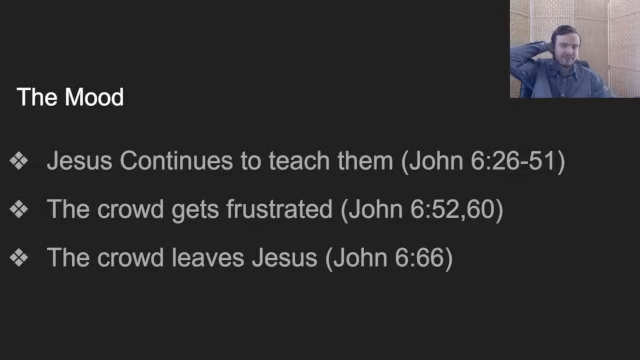 The Mood
❖ Jesus Continues to teach them (John 6:26-51)
❖ The crowd gets frustrated (John 6:52,60)
❖ The crowd leaves Jesus (John 6:66)